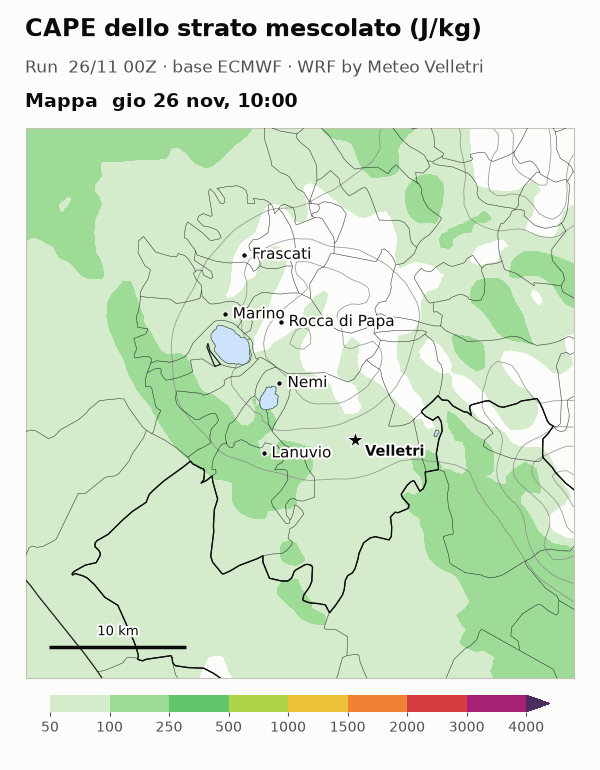 CAPE dello strato mescolato (J/kg)
Run  26/11 00Z · base ECMWF · WRF by Meteo Velletri
Mappa  gio 26 nov, 10:00
Frascati
Marino
Rocca di Papa
Nemi
Velletri
Lanuvio
10 km
50 100 250 500 1000 1500 2000 3000 4000